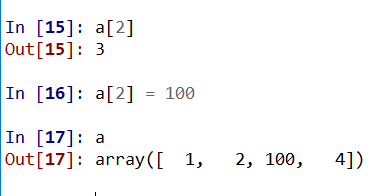 In [15]: a[2]
Out[15]: 3
In [16]: a[2] = 100
In [17]: a
Out[17]: array([  1,   2, 100,   4])